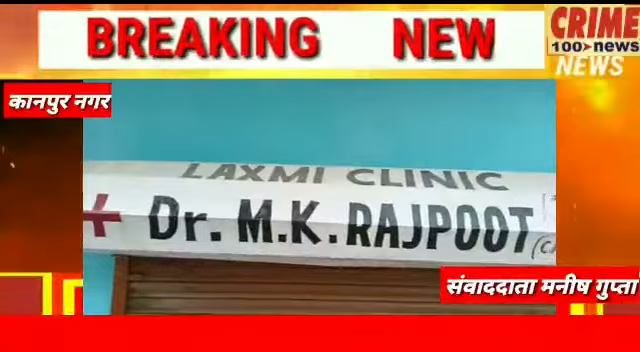 BREAKING NEW
CRIME
100 news
NEWS
कानपुर नगर
LAXMI CLINIC
Dr. M.K. RAJPOOT
संवाददाता मनीष गुप्ता